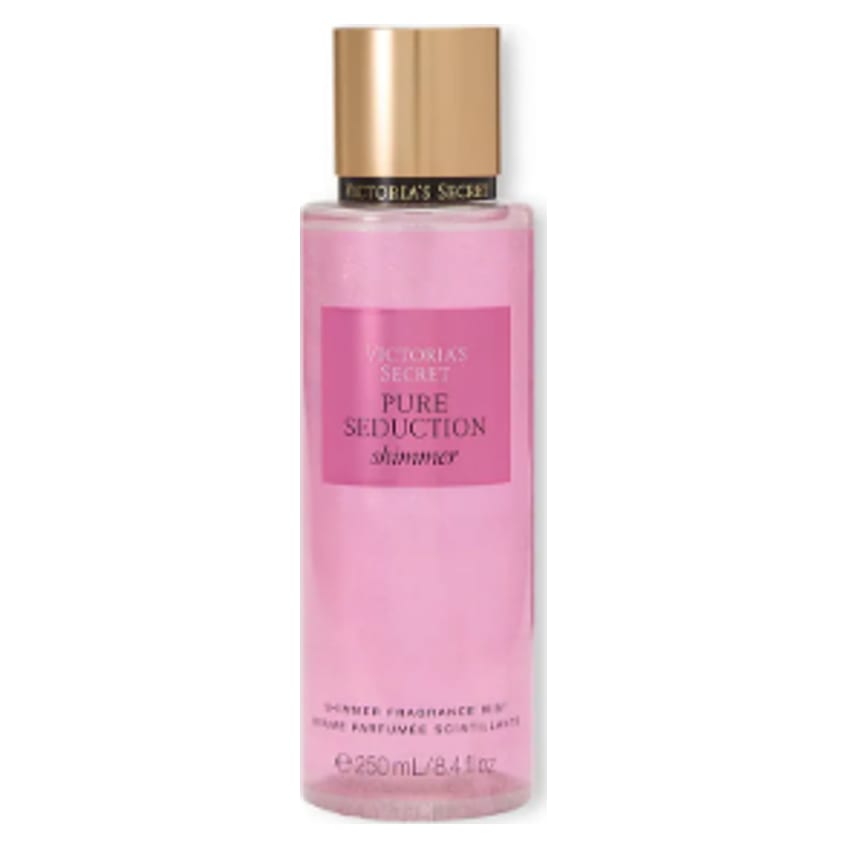 VICTORIA'S SECRET
VICTORIA'S
SECRET
PURE
SEDUCTION
shimmer
SHIMMER FRAGRANCE MIST
BRUME PARFUMÉE SCINTILLANTE
℮ 250 mL/8.4 fl oz